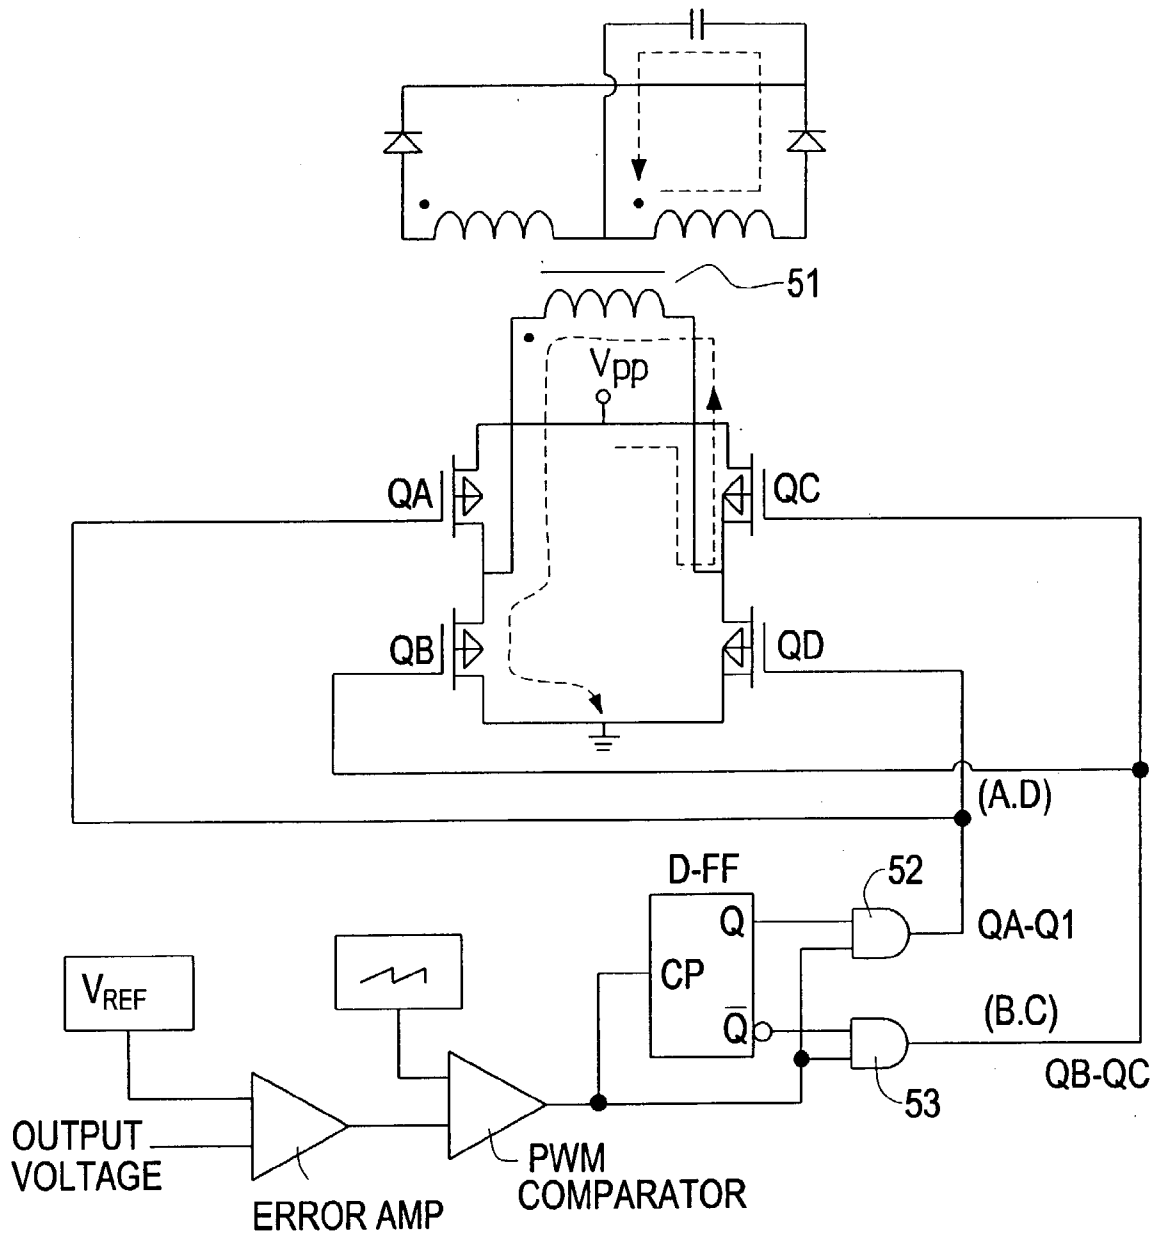 51
Vpp
QA
QC
QB
QD
(A.D)
D-FF
52
Q
QA-Q1
CP
VREF
(B.C)
Q̅
QB-QC
53
OUTPUT
VOLTAGE
PWM
COMPARATOR
ERROR AMP